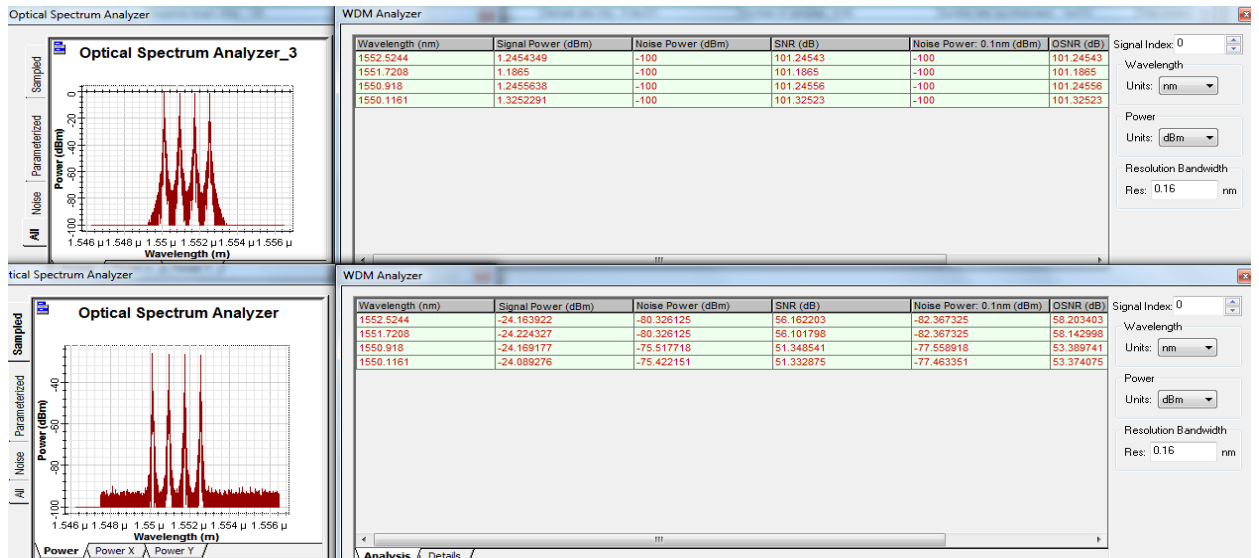 Optical Spectrum Analyzer
WDM Analyzer
Optical Spectrum Analyzer_3
Sampled
Parameterized
Noise
All
Power (dBm)
0
-20
-40
-60
-80
-100
1.546 µ 1.548 µ 1.55 µ 1.552 µ 1.554 µ 1.556 µ
Wavelength (m)
Wavelength (nm) Signal Power (dBm) Noise Power (dBm) SNR (dB) Noise Power: 0.1nm (dBm) OSNR (dB)
1552.5244 1.2454349 -100 101.24543 -100 101.24543
1551.7208 1.1865 -100 101.1865 -100 101.1865
1550.918 1.2455638 -100 101.24556 -100 101.24556
1550.1161 1.3252291 -100 101.32523 -100 101.32523
Signal Index: 0
Wavelength
Units: nm
Power
Units: dBm
Resolution Bandwidth
Res: 0.16 nm
tical Spectrum Analyzer
WDM Analyzer
Optical Spectrum Analyzer
Sampled
Parameterized
Noise
All
Power (dBm)
-40
-60
-80
-100
1.546 µ 1.548 µ 1.55 µ 1.552 µ 1.554 µ 1.556 µ
Wavelength (m)
Power Power X Power Y
Wavelength (nm) Signal Power (dBm) Noise Power (dBm) SNR (dB) Noise Power: 0.1nm (dBm) OSNR (dB)
1552.5244 -24.163922 -80.326125 56.162203 -82.367325 58.203403
1551.7208 -24.224327 -80.326125 56.101798 -82.367325 58.142998
1550.918 -24.169177 -75.517718 51.348541 -77.558918 53.389741
1550.1161 -24.089276 -75.422151 51.332875 -77.463351 53.374075
Analysis Details
Signal Index: 0
Wavelength
Units: nm
Power
Units: dBm
Resolution Bandwidth
Res: 0.16 nm